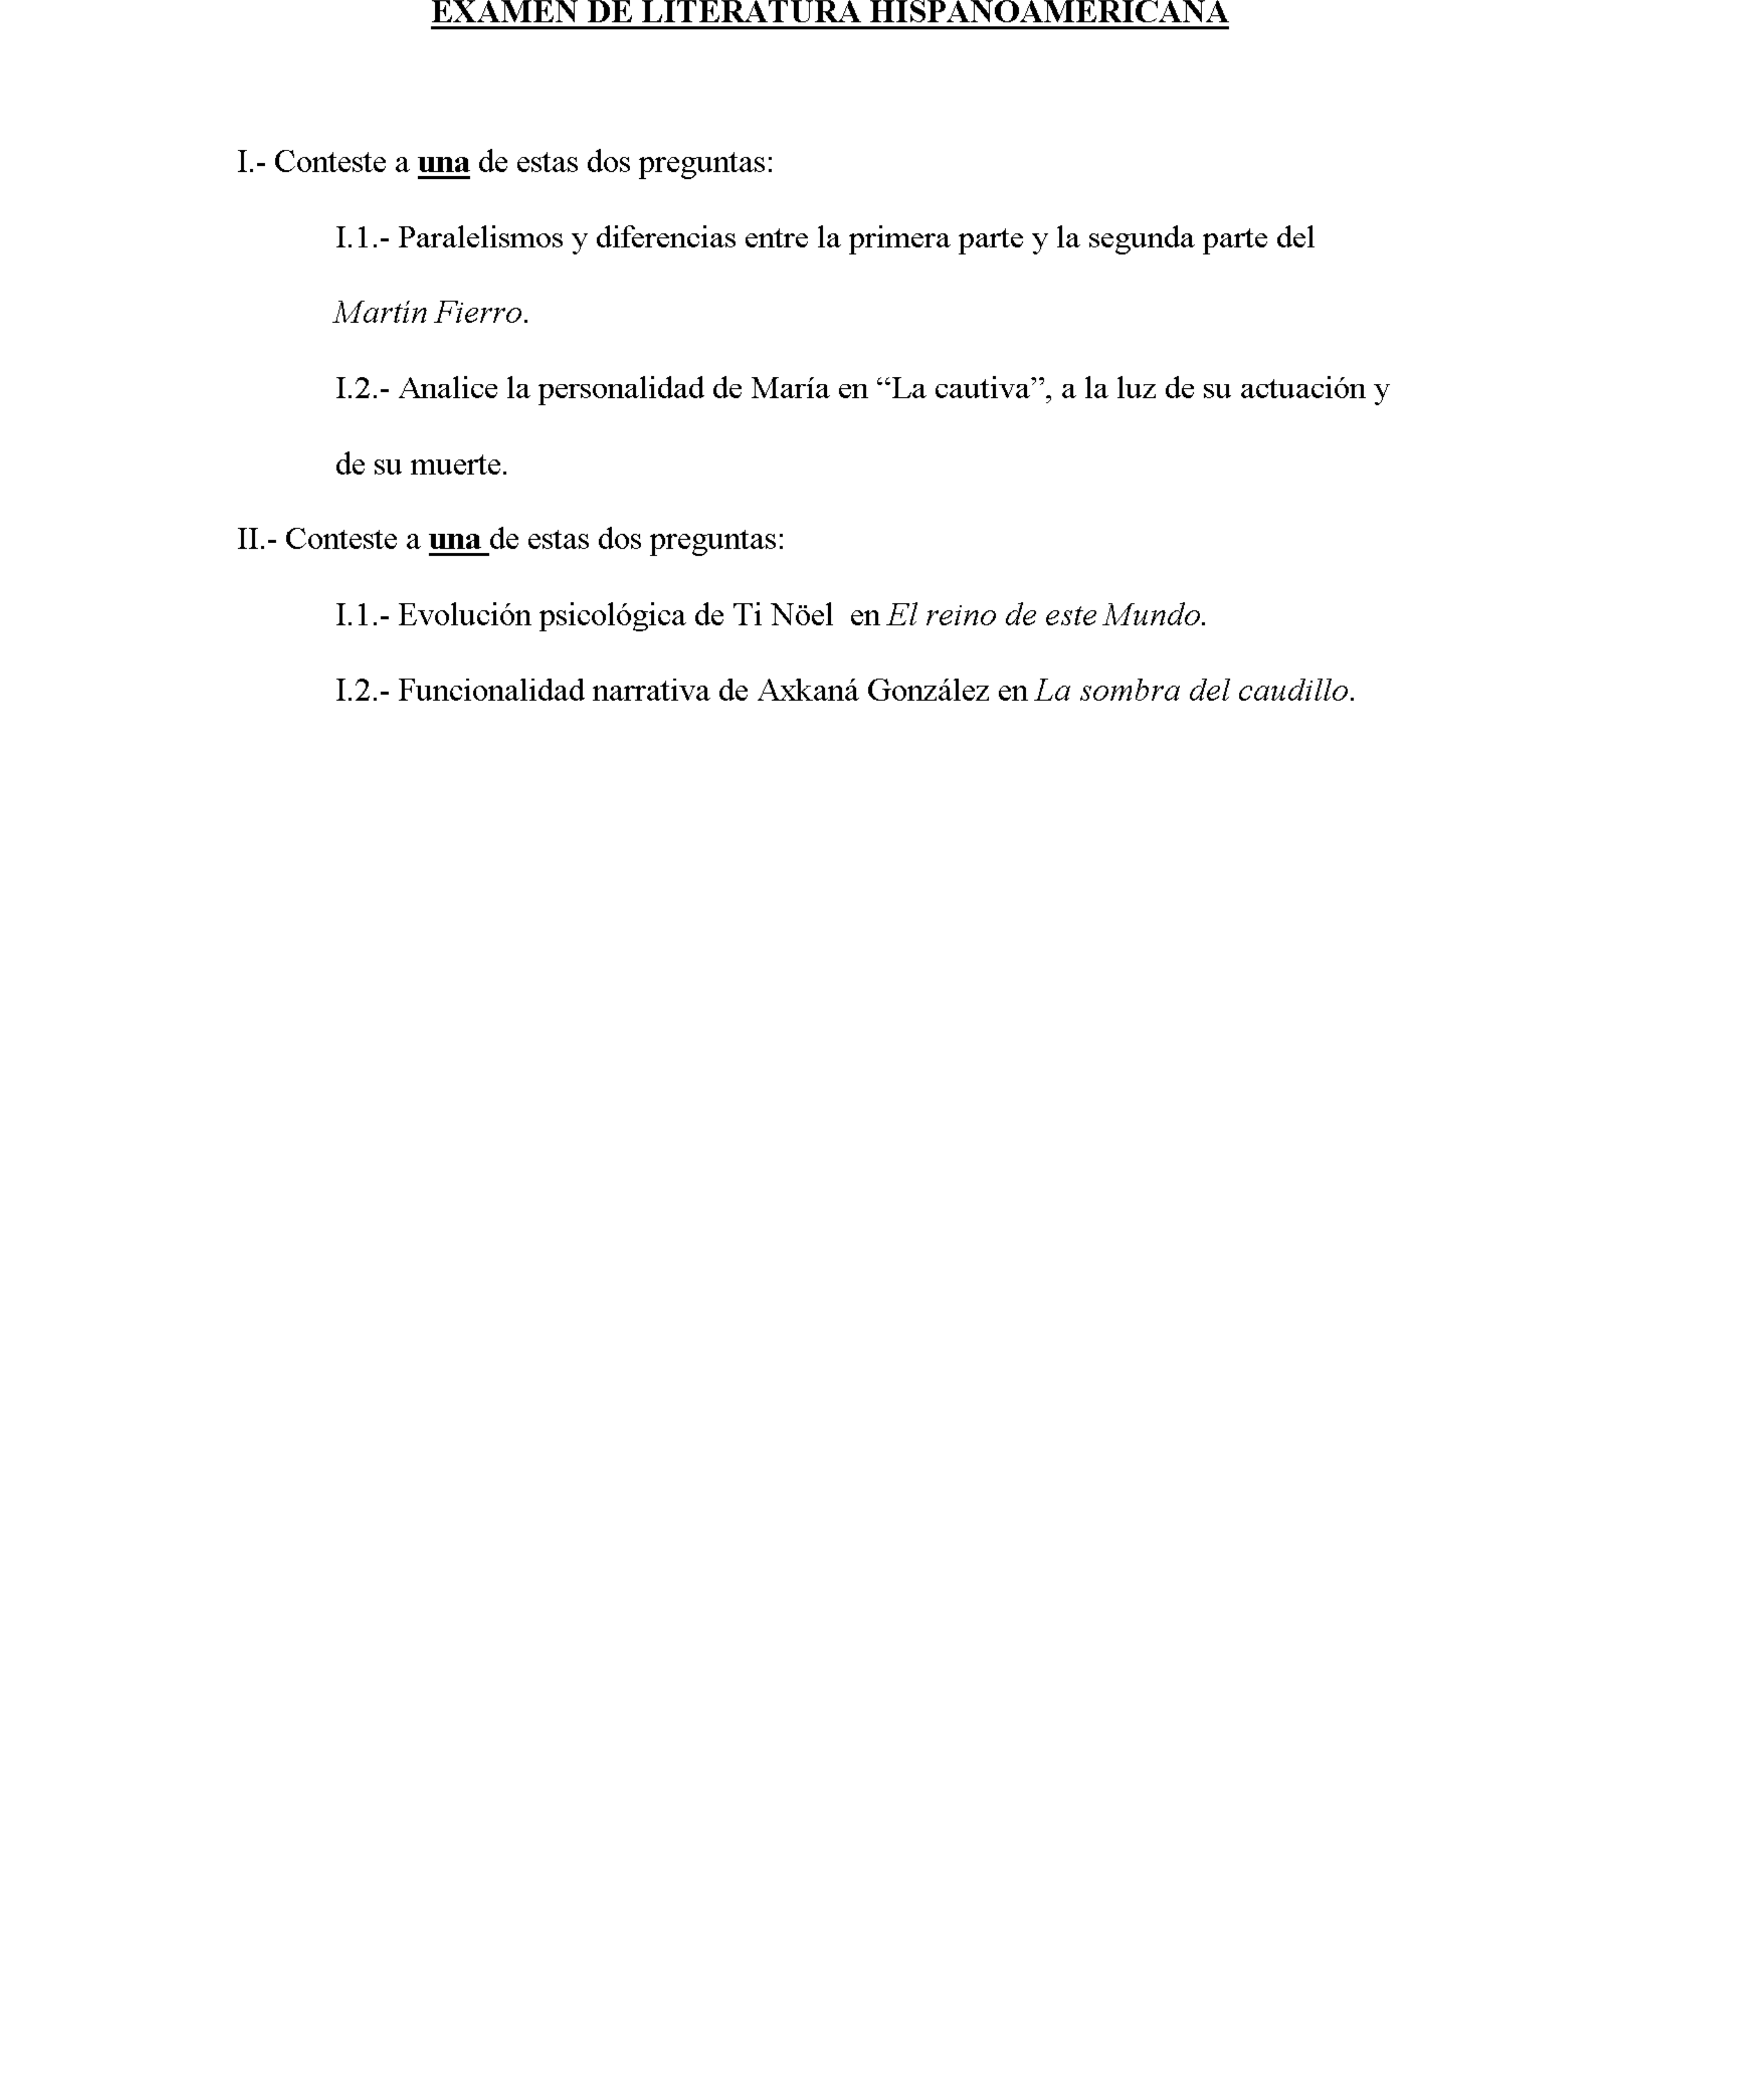 EXAMEN DE LITERATURA HISPANOAMERICANA
I.- Conteste a una de estas dos preguntas:
I.1.- Paralelismos y diferencias entre la primera parte y la segunda parte del
Martín Fierro.
I.2.- Analice la personalidad de María en “La cautiva”, a la luz de su actuación y
de su muerte.
II.- Conteste a una de estas dos preguntas:
I.1.- Evolución psicológica de Ti Nöel  en El reino de este Mundo.
I.2.- Funcionalidad narrativa de Axkaná González en La sombra del caudillo.